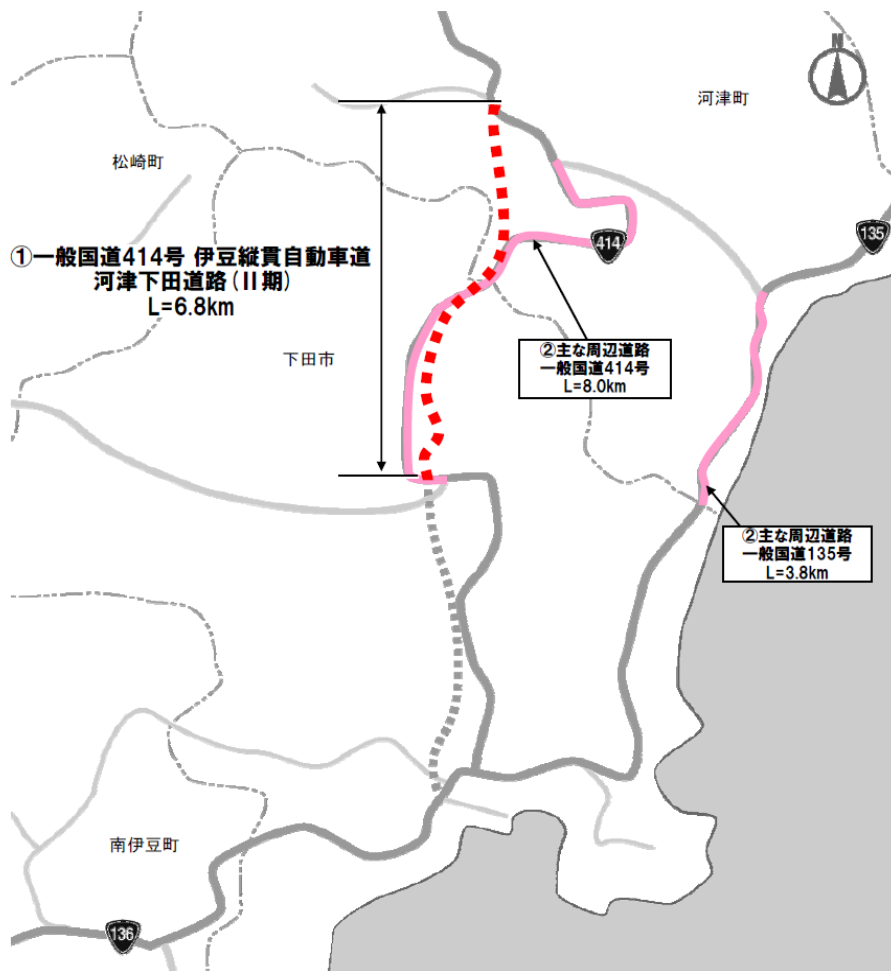 N
河津町
松崎町
135
414
①一般国道414号 伊豆縦貫自動車道
河津下田道路(Ⅱ期)
L=6.8km
②主な周辺道路
一般国道414号
L=8.0km
下田市
②主な周辺道路
一般国道135号
L=3.8km
南伊豆町
136